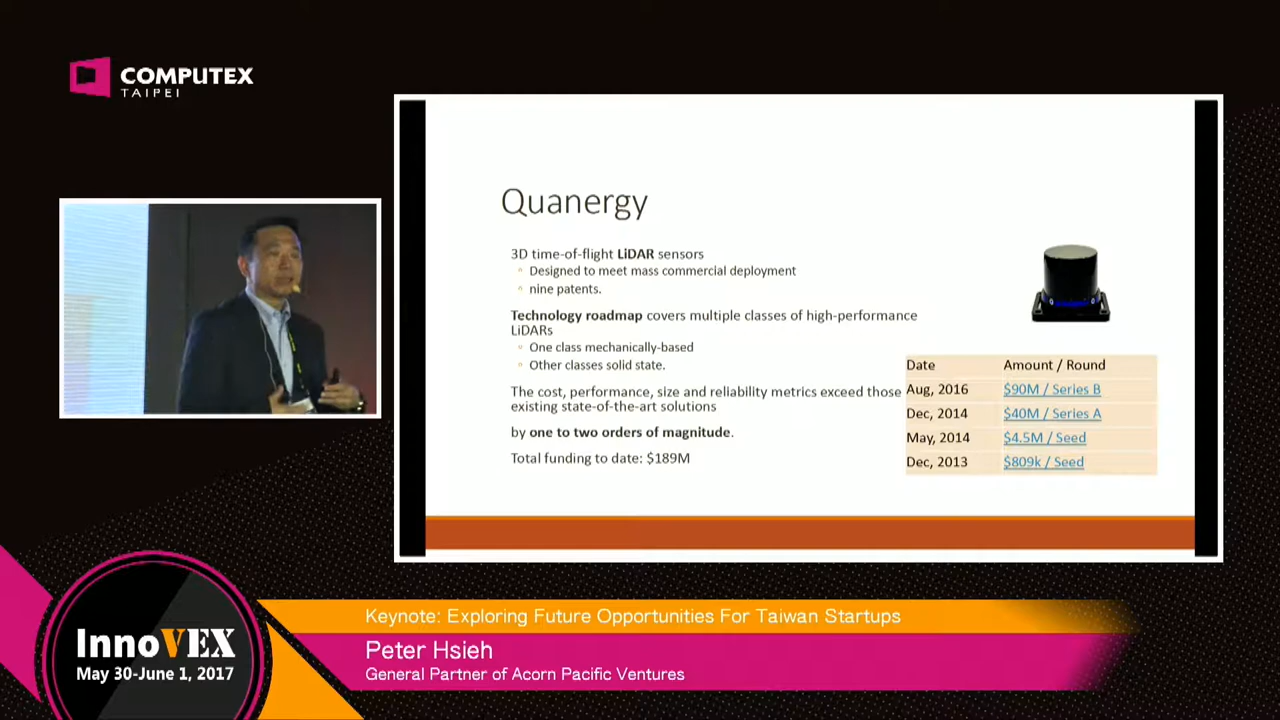 COMPUTEX
TAIPEI
Quanergy
3D time-of-flight LiDAR sensors
Designed to meet mass commercial deployment
nine patents.
Technology roadmap covers multiple classes of high-performance
LiDARs
One class mechanically-based
Other classes solid state.
The cost, performance, size and reliability metrics exceed those
existing state-of-the-art solutions
by one to two orders of magnitude.
Total funding to date: $189M
Date Amount / Round
Aug, 2016 $90M / Series B
Dec, 2014 $40M / Series A
May, 2014 $4.5M / Seed
Dec, 2013 $809k / Seed
InnoVEX
May 30-June 1, 2017
Keynote: Exploring Future Opportunities For Taiwan Startups
Peter Hsieh
General Partner of Acorn Pacific Ventures